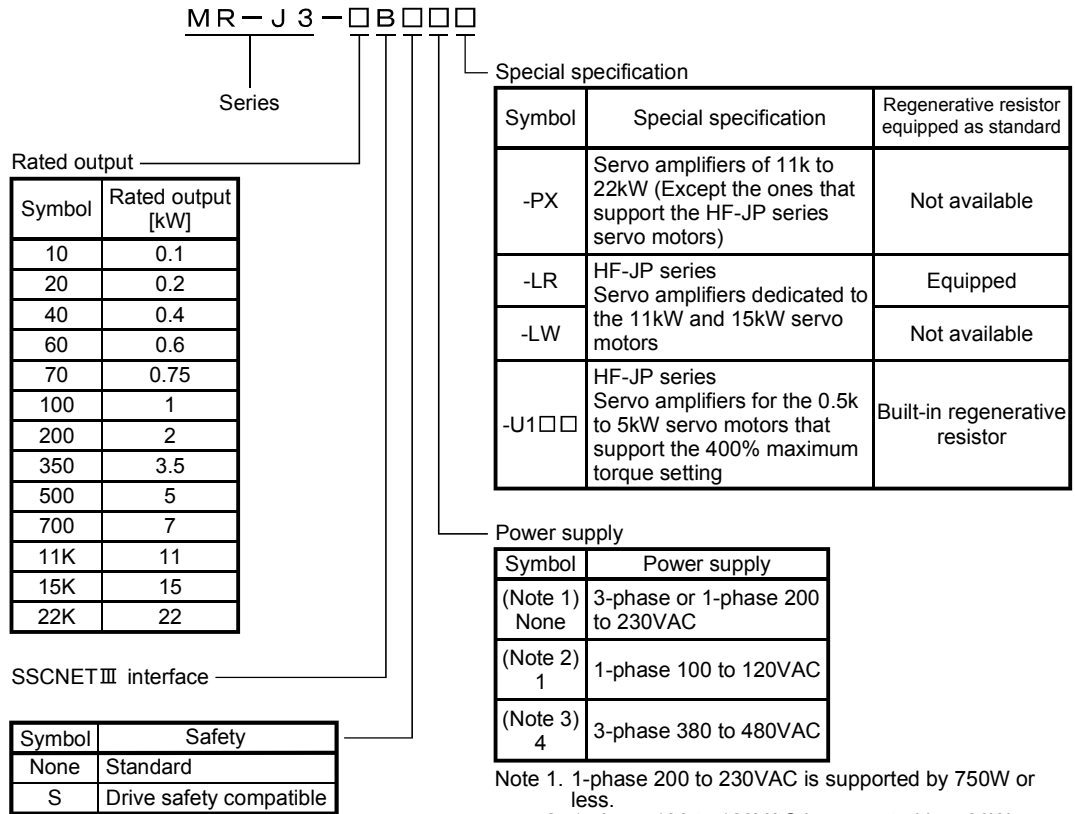 MR-J3-□B□□□
Series
Rated output
Symbol Rated output [kW]
10 0.1
20 0.2
40 0.4
60 0.6
70 0.75
100 1
200 2
350 3.5
500 5
700 7
11K 11
15K 15
22K 22
SSCNETⅢ interface
Symbol Safety
None Standard
S Drive safety compatible
Special specification
Symbol Special specification Regenerative resistor equipped as standard
-PX Servo amplifiers of 11k to 22kW (Except the ones that support the HF-JP series servo motors) Not available
-LR HF-JP series Servo amplifiers dedicated to the 11kW and 15kW servo motors Equipped
-LW Not available
-U1□□ HF-JP series Servo amplifiers for the 0.5k to 5kW servo motors that support the 400% maximum torque setting Built-in regenerative resistor
Power supply
Symbol Power supply
(Note 1) None 3-phase or 1-phase 200 to 230VAC
(Note 2) 1 1-phase 100 to 120VAC
(Note 3) 4 3-phase 380 to 480VAC
Note 1. 1-phase 200 to 230VAC is supported by 750W or
less.